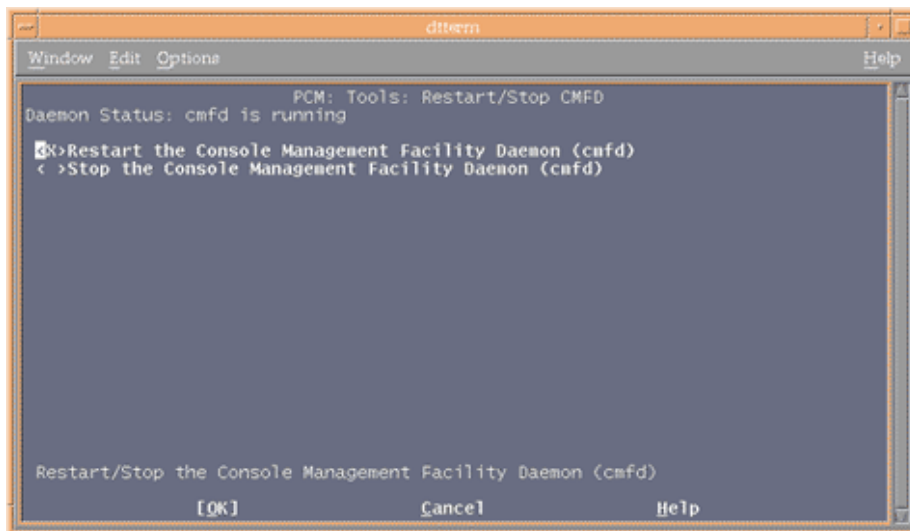 dtterm
Window Edit Options Help
PCM: Tools: Restart/Stop CMFD
Daemon Status: cmfd is running
<X>Restart the Console Management Facility Daemon (cmfd)
< >Stop the Console Management Facility Daemon (cmfd)
Restart/Stop the Console Management Facility Daemon (cmfd)
[OK] Cancel Help